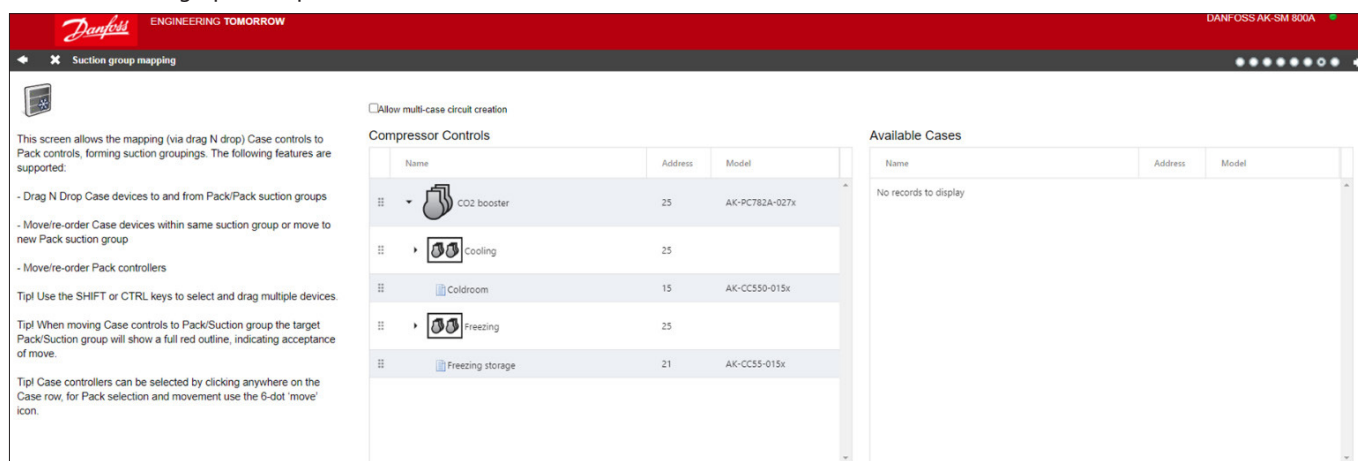 Danfoss
ENGINEERING TOMORROW
DANFOSS AK-SM 800A
Suction group mapping
This screen allows the mapping (via drag N drop) Case controls to
Pack controls, forming suction groupings. The following features are
supported:
- Drag N Drop Case devices to and from Pack/Pack suction groups
- Move/re-order Case devices within same suction group or move to
new Pack suction group
- Move/re-order Pack controllers
Tip! Use the SHIFT or CTRL keys to select and drag multiple devices.
Tip! When moving Case controls to Pack/Suction group the target
Pack/Suction group will show a full red outline, indicating acceptance
of move.
Tip! Case controllers can be selected by clicking anywhere on the
Case row, for Pack selection and movement use the 6-dot 'move'
icon.
Allow multi-case circuit creation
Compressor Controls
Name Address Model
CO2 booster 25 AK-PC782A-027x
Cooling 25
Coldroom 15 AK-CC550-015x
Freezing 25
Freezing storage 21 AK-CC55-015x
Available Cases
Name Address Model
No records to display